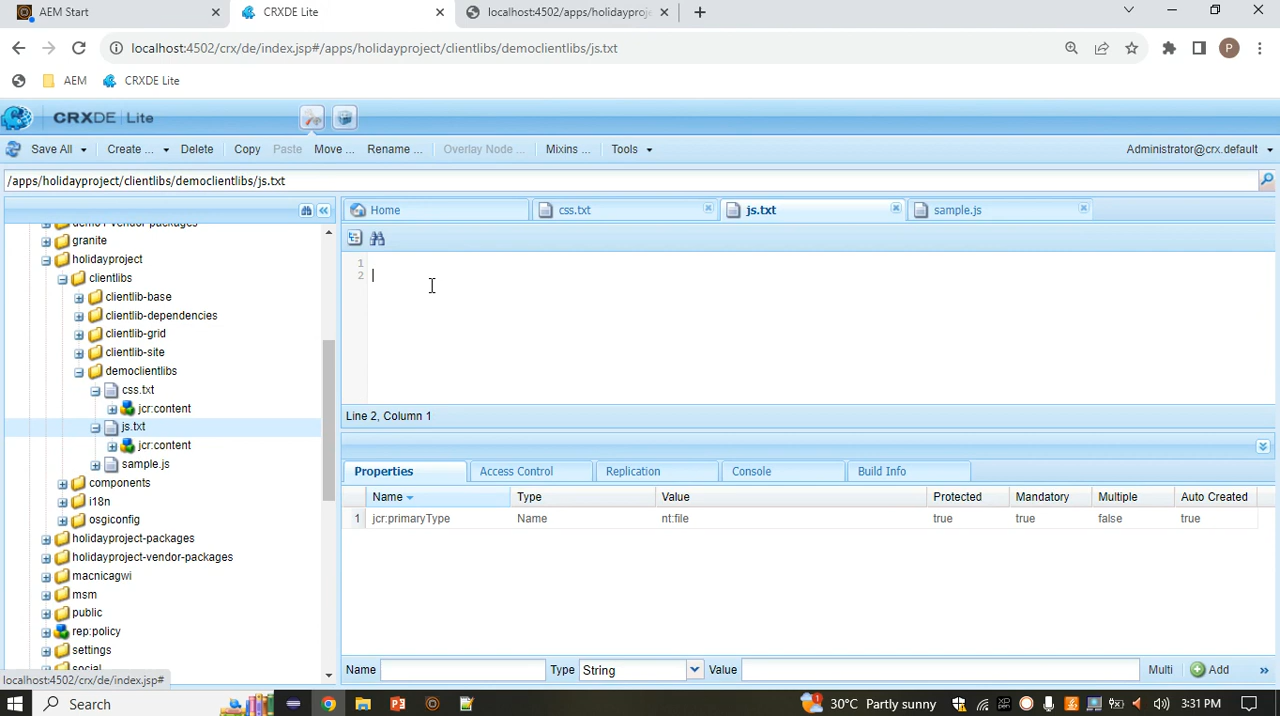 AEM Start
CRXDE Lite
localhost:4502/apps/holidayproje
localhost:4502/crx/de/index.jsp#/apps/holidayproject/clientlibs/democlientlibs/js.txt
P
AEM
CRXDE Lite
CRXDE | Lite
Save All
Create ...
Delete
Copy
Paste
Move ...
Rename ...
Overlay Node ...
Mixins ...
Tools
Administrator@crx.default
/apps/holidayproject/clientlibs/democlientlibs/js.txt
Home
css.txt
js.txt
sample.js
demo1-vendor-packages
granite
holidayproject
clientlibs
clientlib-base
clientlib-dependencies
clientlib-grid
clientlib-site
democlientlibs
css.txt
jcr:content
js.txt
jcr:content
sample.js
components
i18n
osgiconfig
holidayproject-packages
holidayproject-vendor-packages
macnicagwi
msm
public
rep:policy
settings
social
1
2
Line 2, Column 1
Properties
Access Control
Replication
Console
Build Info
Name Type Value Protected Mandatory Multiple Auto Created
1 jcr:primaryType Name nt:file true true false true
Name
Type
String
Value
Multi
Add
localhost:4502/crx/de/index.jsp#
Search
1
30°C Partly sunny
3:31 PM